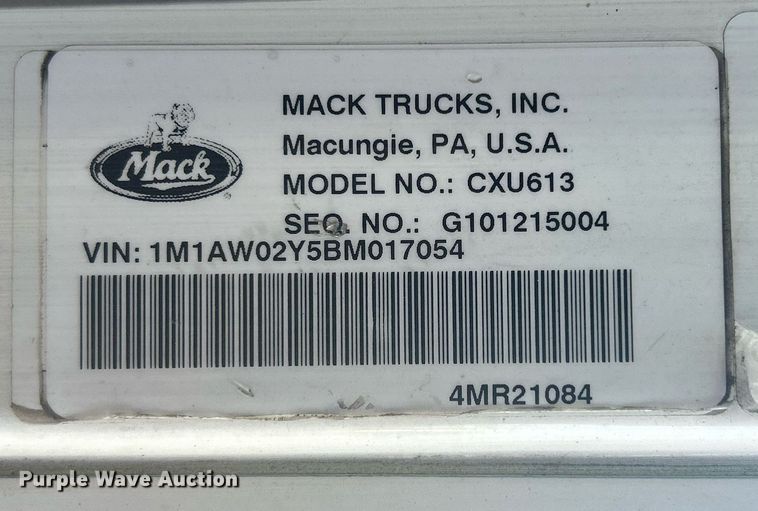 MACK TRUCKS, INC.
Macungie, PA, U.S.A.
MODEL NO.: CXU613
SEQ. NO.: G101215004
Mack
VIN: 1M1AW02Y5BM017054
4MR21084
Purple Wave Auction